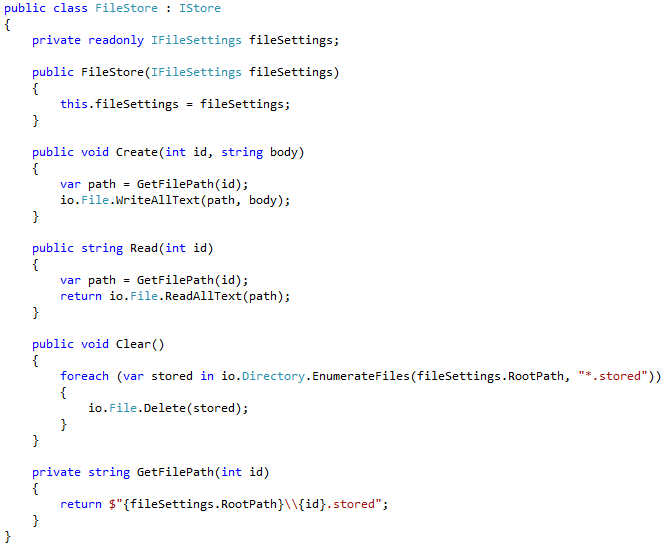 public class FileStore : IStore
{
    private readonly IFileSettings fileSettings;

    public FileStore(IFileSettings fileSettings)
    {
        this.fileSettings = fileSettings;
    }

    public void Create(int id, string body)
    {
        var path = GetFilePath(id);
        io.File.WriteAllText(path, body);
    }

    public string Read(int id)
    {
        var path = GetFilePath(id);
        return io.File.ReadAllText(path);
    }

    public void Clear()
    {
        foreach (var stored in io.Directory.EnumerateFiles(fileSettings.RootPath, "*.stored"))
        {
            io.File.Delete(stored);
        }
    }

    private string GetFilePath(int id)
    {
        return $"{fileSettings.RootPath}\\{id}.stored";
    }
}